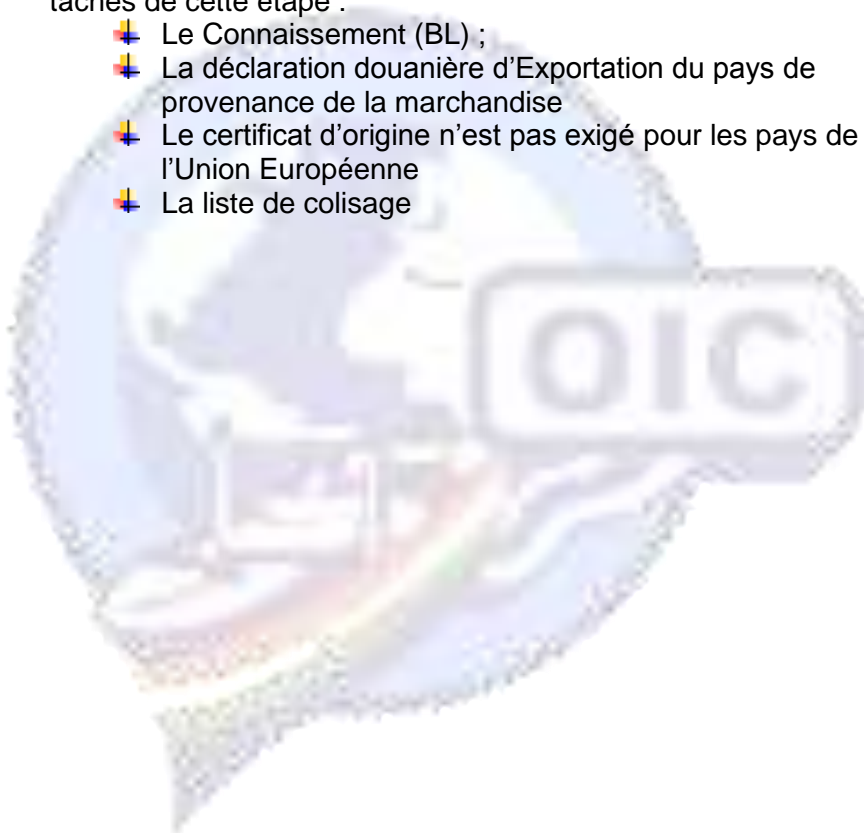 taches de cette étape :
Le Connaissement (BL) ;
La déclaration douanière d'Exportation du pays de
provenance de la marchandise
Le certificat d'origine n'est pas exigé pour les pays de
l'Union Européenne
La liste de colisage
OIC